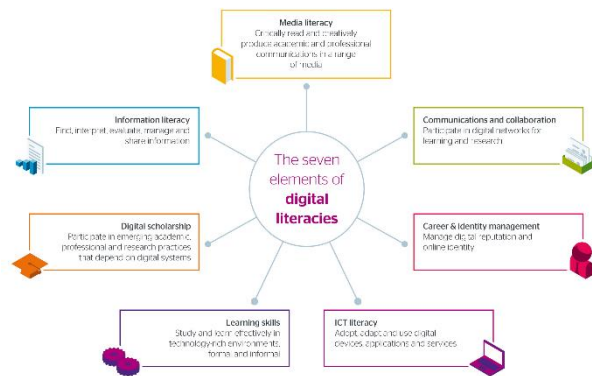 Media literacy
Critically read and creatively
produce academic and professional
communications in a range
of media
Information literacy
Find, interpret, evaluate, manage and
share information
Communications and collaboration
Participate in digital networks for
learning and research
The seven
elements of
digital
literacies
Digital scholarship
Participate in emerging academic,
professional and research practices
that depend on digital systems
Career & identity management
Manage digital reputation and
online identity
Learning skills
Study and learn effectively in
technology-rich environments,
formal and informal
ICT literacy
Adopt, adapt and use digital
devices, applications and services